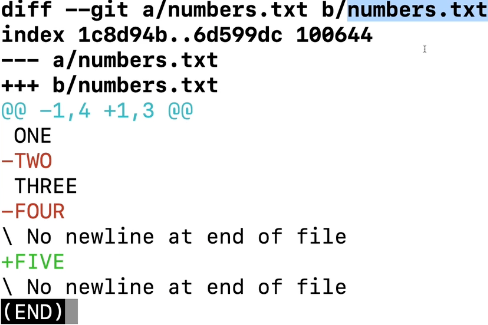 diff --git a/numbers.txt b/numbers.txt
index 1c8d94b..6d599dc 100644
--- a/numbers.txt
+++ b/numbers.txt
@@ -1,4 +1,3 @@
 ONE
-TWO
 THREE
-FOUR
\ No newline at end of file
+FIVE
\ No newline at end of file
(END)